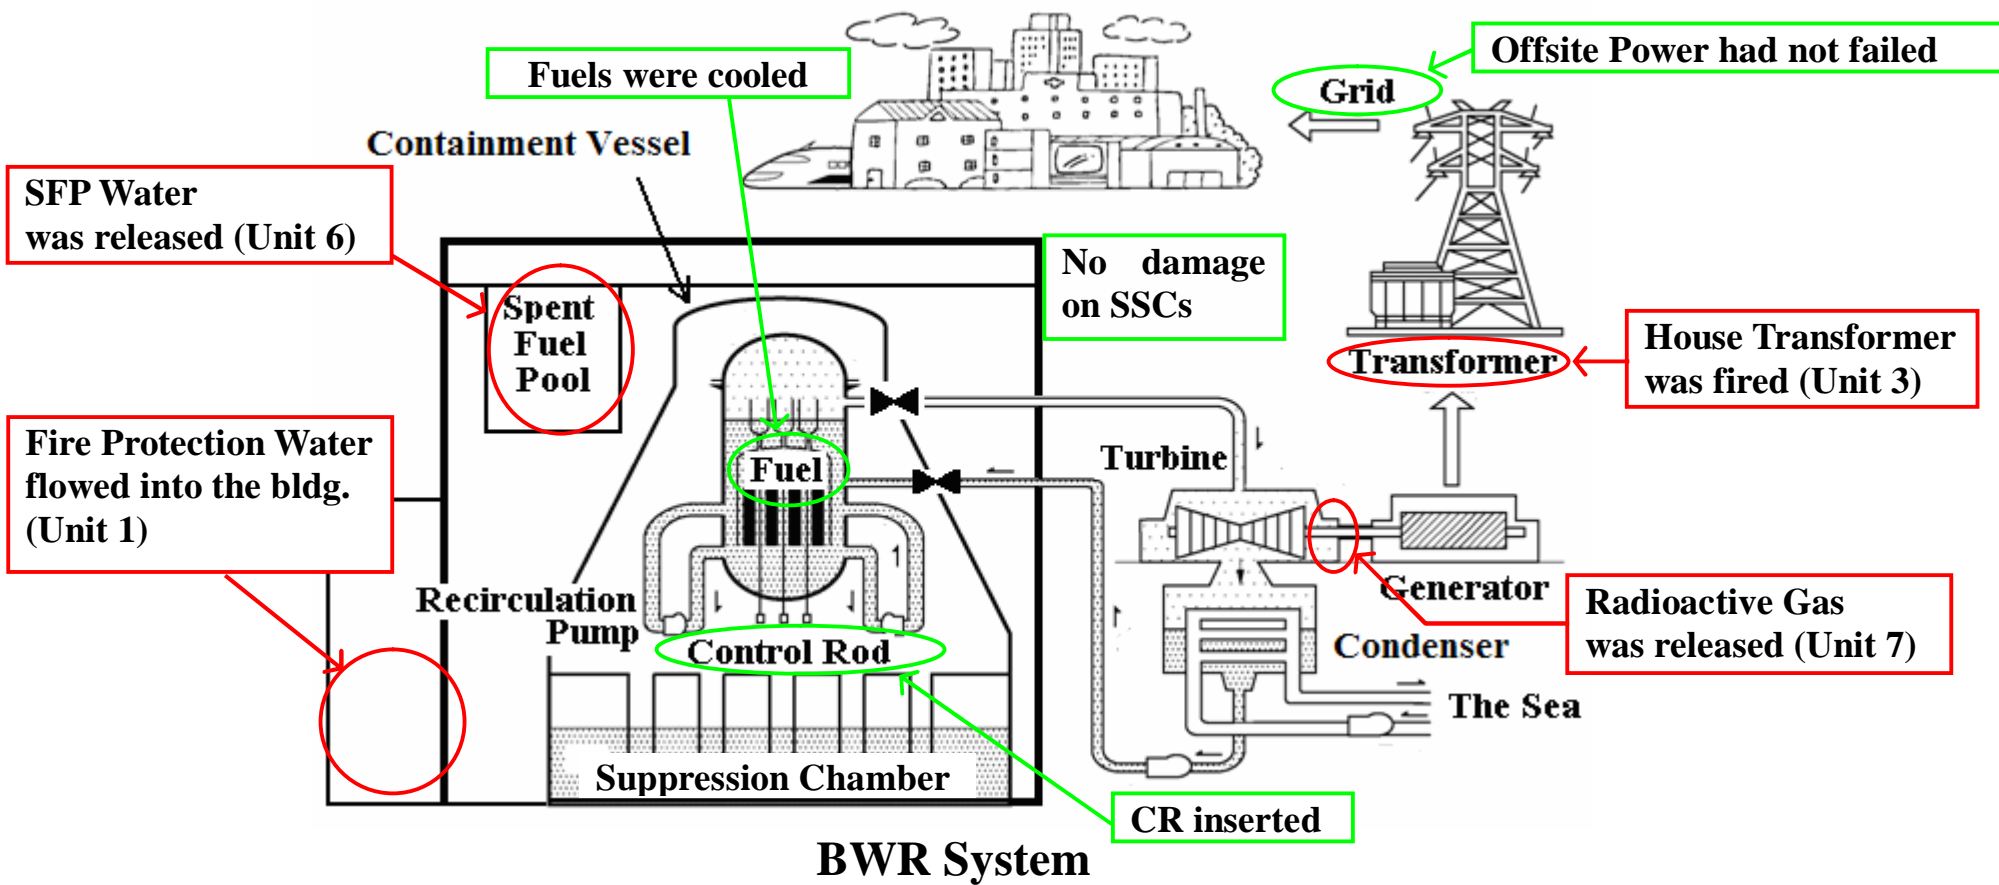 Offsite Power had not failed
Fuels were cooled
Grid
Containment Vessel
SFP Water
was released (Unit 6)
No damage
on SSCs
Spent
Fuel
Pool
House Transformer
was fired (Unit 3)
Transformer
Fire Protection Water
flowed into the bldg.
(Unit 1)
Fuel
Turbine
Generator
Recirculation
Pump
Radioactive Gas
was released (Unit 7)
Control Rod
Condenser
The Sea
Suppression Chamber
CR inserted
BWR System